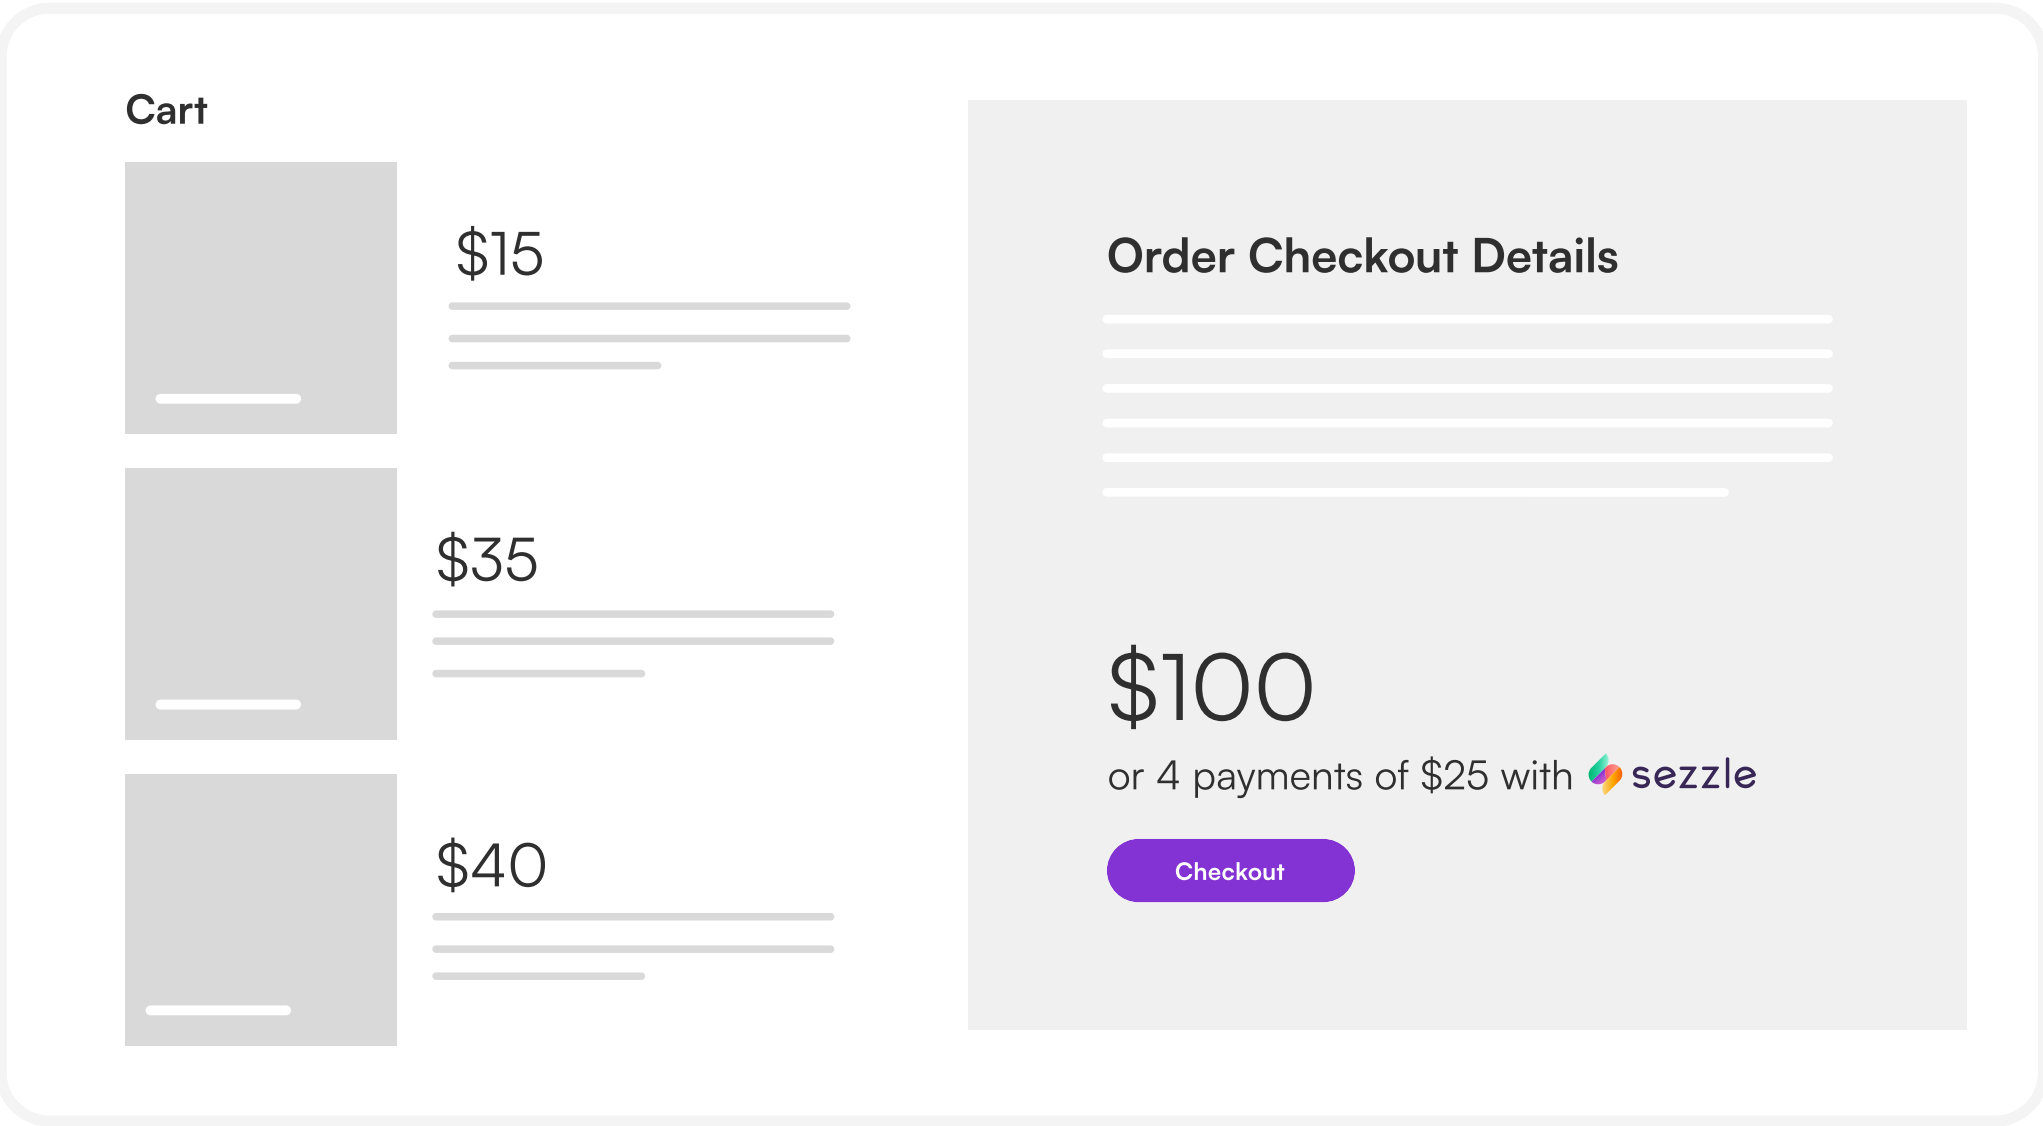 Cart
$15
$35
$40
Order Checkout Details
$100
or 4 payments of $25 with sezzle
Checkout